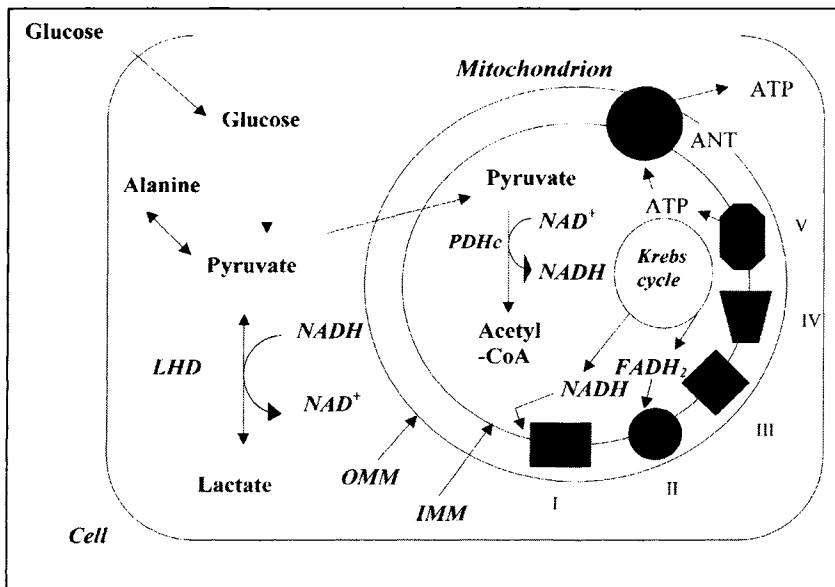 Glucose
Mitochondrion
ATP
Glucose
ANT
Alanine
Pyruvate
ATP
V
NAD⁺
PDHc
Pyruvate
NADH
Krebs
cycle
IV
NADH
Acetyl
-CoA
LHD
FADH₂
NADH
NAD⁺
III
Lactate
OMM
IMM
I
II
Cell